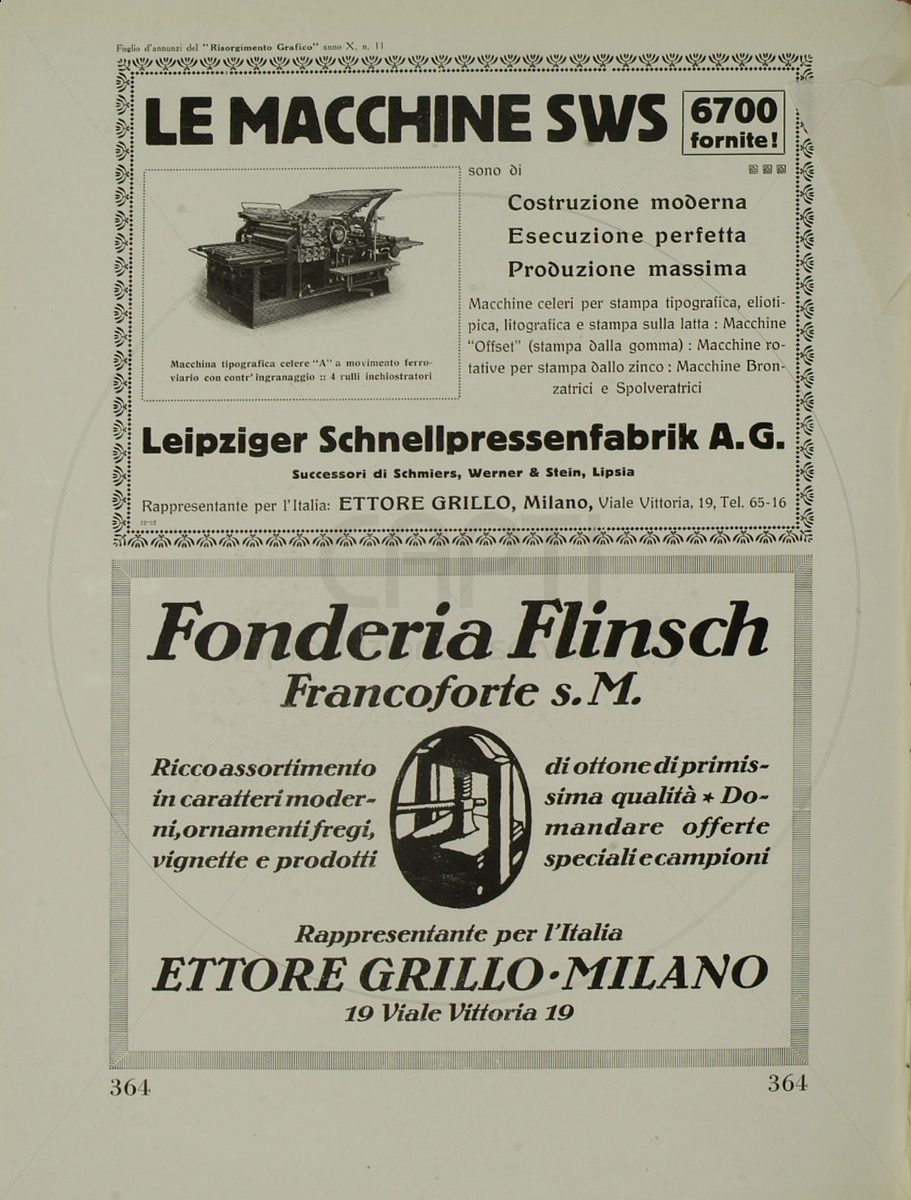 Foglio d'annunzi del "Risorgimento Grafico" anno X, n. 11
LE MACCHINE SWS
6700
fornite!
sono di
Costruzione moderna
Esecuzione perfetta
Produzione massima
Macchine celeri per stampa tipografica, elioti-
pica, litografica e stampa sulla latta : Macchine
"Offset" (stampa dalla gomma) : Macchine ro-
tative per stampa dallo zinco : Macchine Bron-
zatrici e Spolveratrici
Macchina tipografica celere "A" a movimento ferro-
viario con contr' ingranaggio :: 4 rulli inchiostratori
Leipziger Schnellpressenfabrik A.G.
Successori di Schmiers, Werner & Stein, Lipsia
Rappresentante per l'Italia: ETTORE GRILLO, Milano, Viale Vittoria, 19, Tel. 65-16
12-12
CAPTI
Fonderia Flinsch
Francoforte s. M.
Ricco assortimento
in caratteri moder-
ni, ornamenti fregi,
vignette e prodotti
di ottone di primis-
sima qualità * Do-
mandare offerte
speciali e campioni
Rappresentante per l'Italia
ETTORE GRILLO · MILANO
19 Viale Vittoria 19
364
364